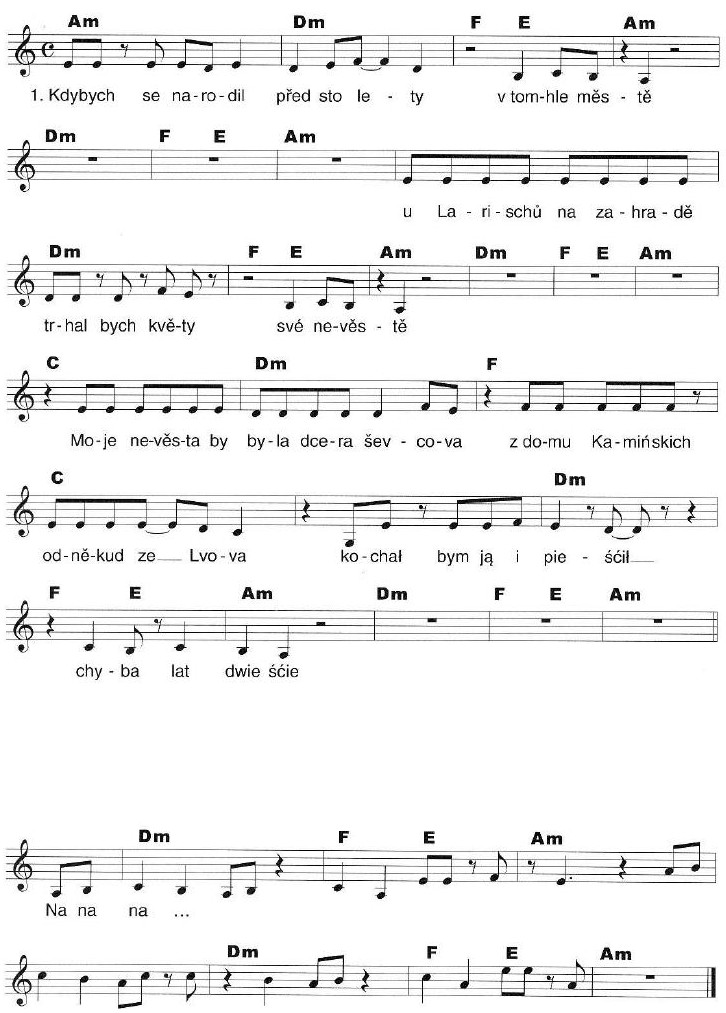 Am Dm F E Am
1. Kdybych se na-ro-dil před sto le - ty v tom-hle měs - tě
Dm F E Am
u La - ri - schů na za - hra - dě
Dm F E Am Dm F E Am
tr-hal bych kvě-ty své ne-věs - tě
C Dm F
Mo-je ne-věs-ta by by-la dce-ra šev - co-va z do-mu Ka-mińskich
C Dm
od-ně-kud ze Lvo-va ko-chał bym ją i pie - śćił
F E Am Dm F E Am
chy - ba lat dwie śćie
Dm F E Am
Na na na ...
Dm F E Am